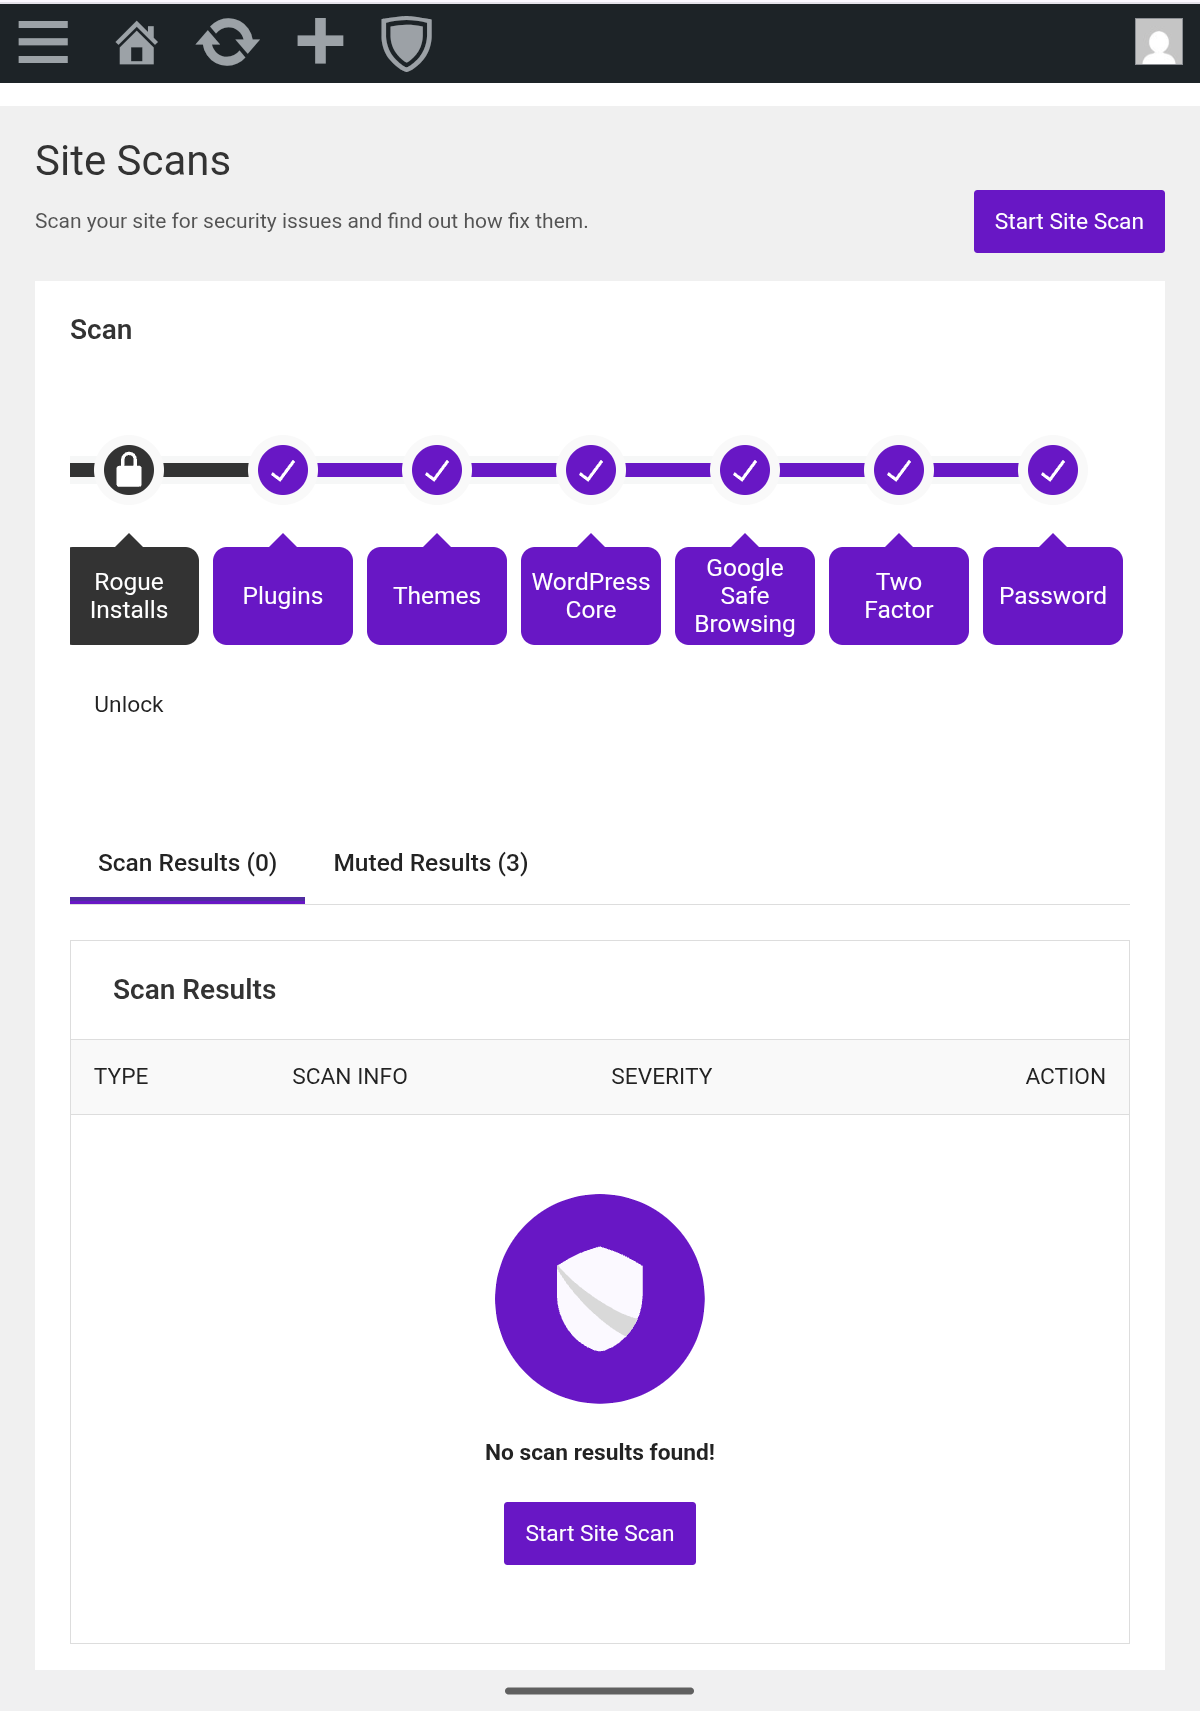 Site Scans
Scan your site for security issues and find out how fix them.
Start Site Scan
Scan
Rogue
Installs
Plugins
Themes
WordPress
Core
Google
Safe
Browsing
Two
Factor
Password
Unlock
Scan Results (0) Muted Results (3)
Scan Results
TYPE SCAN INFO SEVERITY ACTION
No scan results found!
Start Site Scan